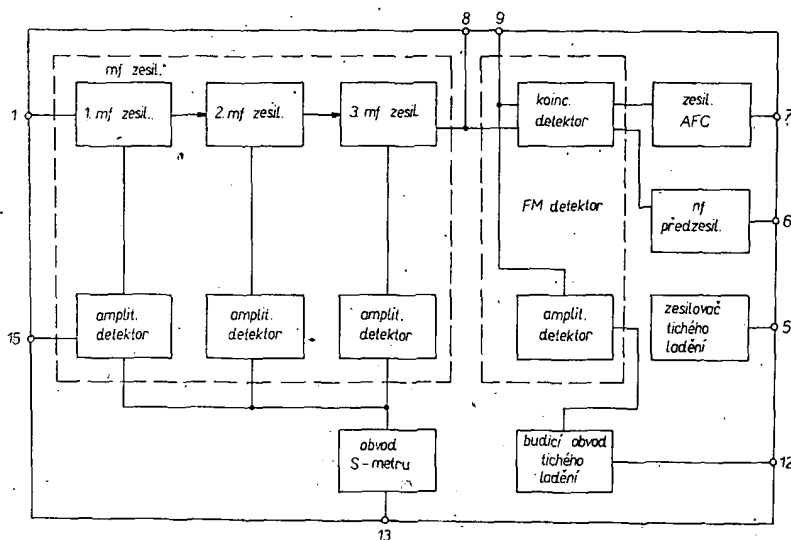 8 9
mf zesil.
1
1. mf zesil.
2. mf zesil.
3. mf zesil
koinc.
detektor
zesil.
AFC
7
FM detektor
nf
předzesil.
6
15
amplit.
detektor
amplit.
detektor
amplit.
detektor
amplit.
detektor
zesilovač
tichého
ladění
5
obvod
S-metru
budicí obvod
tichého
ladění
12
13